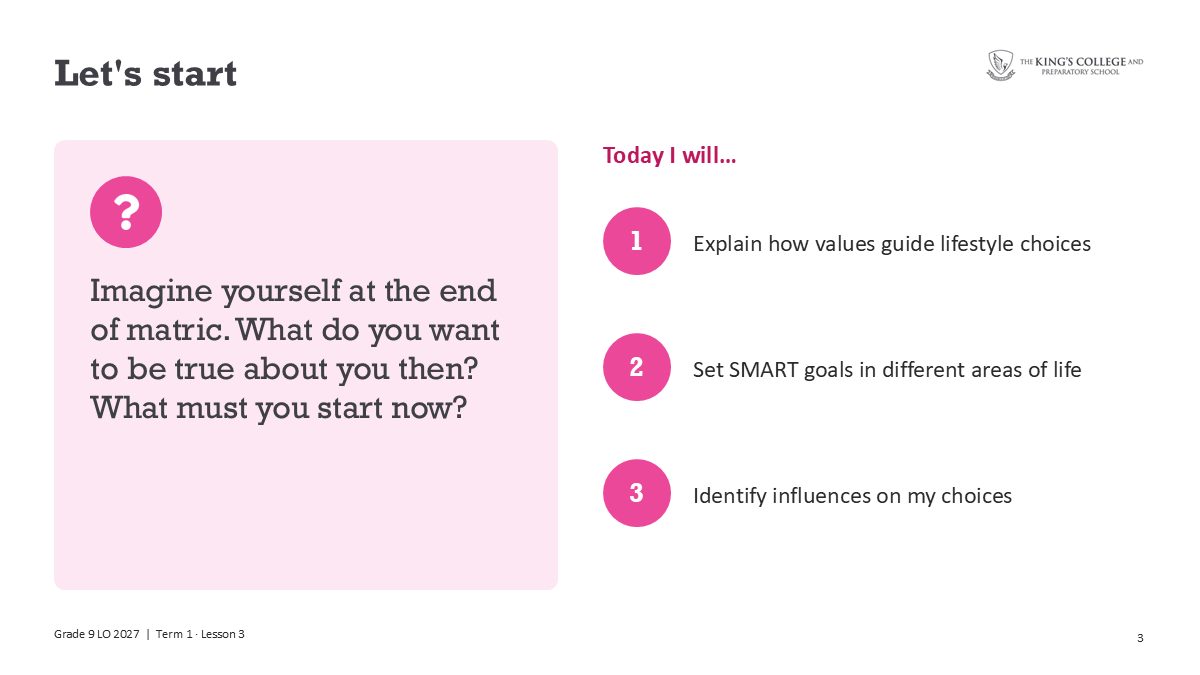 Let's start
THE KING'S COLLEGE AND
PREPARATORY SCHOOL
?
Imagine yourself at the end
of matric. What do you want
to be true about you then?
What must you start now?
Today I will...
1
Explain how values guide lifestyle choices
2
Set SMART goals in different areas of life
3
Identify influences on my choices
Grade 9 LO 2027 | Term 1 · Lesson 3
3